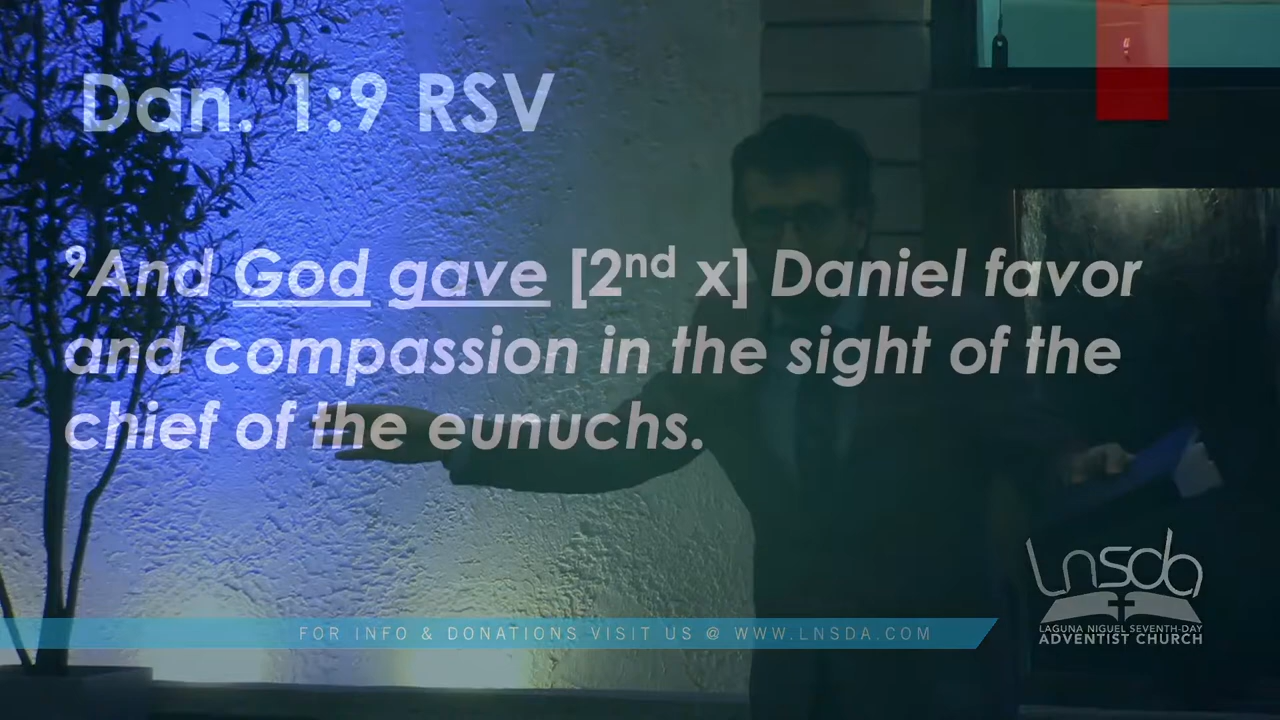 Dan. 1:9 RSV
⁹And God gave [2ⁿᵈ x] Daniel favor
and compassion in the sight of the
chief of the eunuchs.
FOR INFO & DONATIONS VISIT US @ WWW.LNSDA.COM
Lnsda
LAGUNA NIGUEL SEVENTH-DAY
ADVENTIST CHURCH